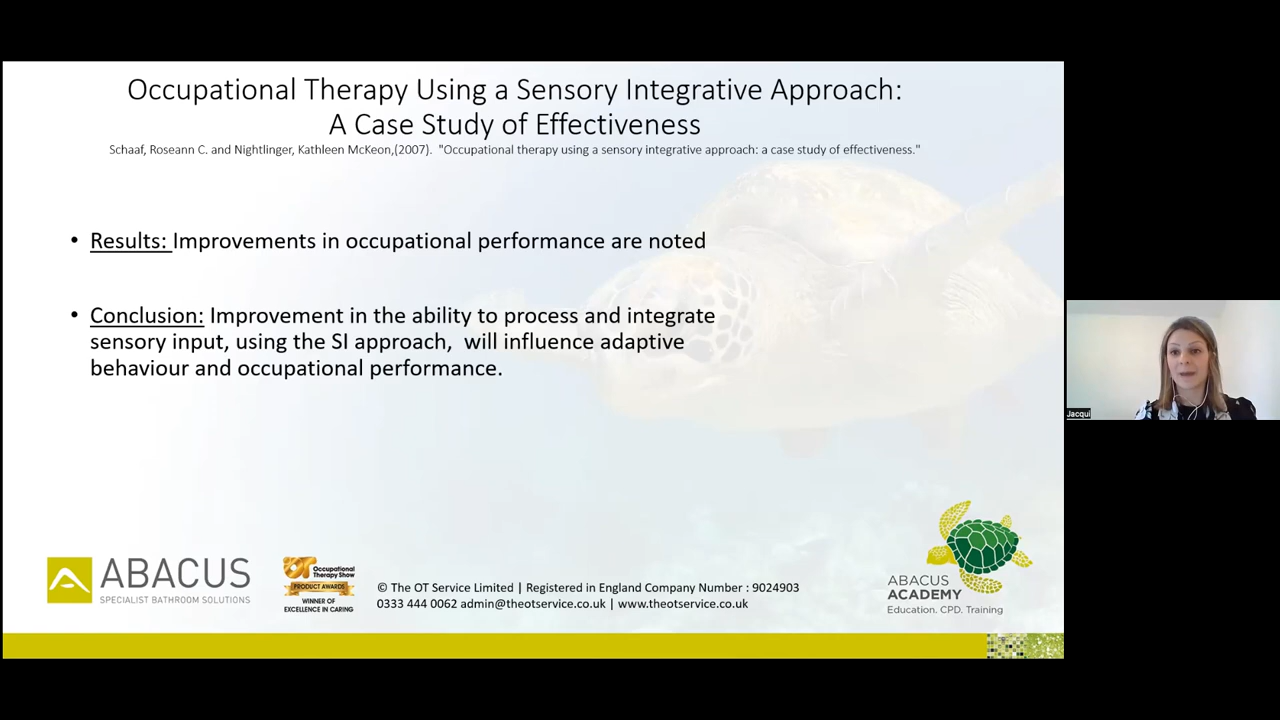 Occupational Therapy Using a Sensory Integrative Approach:
A Case Study of Effectiveness
Schaaf, Roseann C. and Nightlinger, Kathleen McKeon,(2007).  "Occupational therapy using a sensory integrative approach: a case study of effectiveness."
• Results: Improvements in occupational performance are noted
• Conclusion: Improvement in the ability to process and integrate
sensory input, using the SI approach,  will influence adaptive
behaviour and occupational performance.
Jacqui
ABACUS
SPECIALIST BATHROOM SOLUTIONS
OT Occupational
Therapy Show
PRODUCT AWARDS
WINNER OF
EXCELLENCE IN CARING
© The OT Service Limited | Registered in England Company Number : 9024903
0333 444 0062 admin@theotservice.co.uk | www.theotservice.co.uk
ABACUS
ACADEMY
Education. CPD. Training